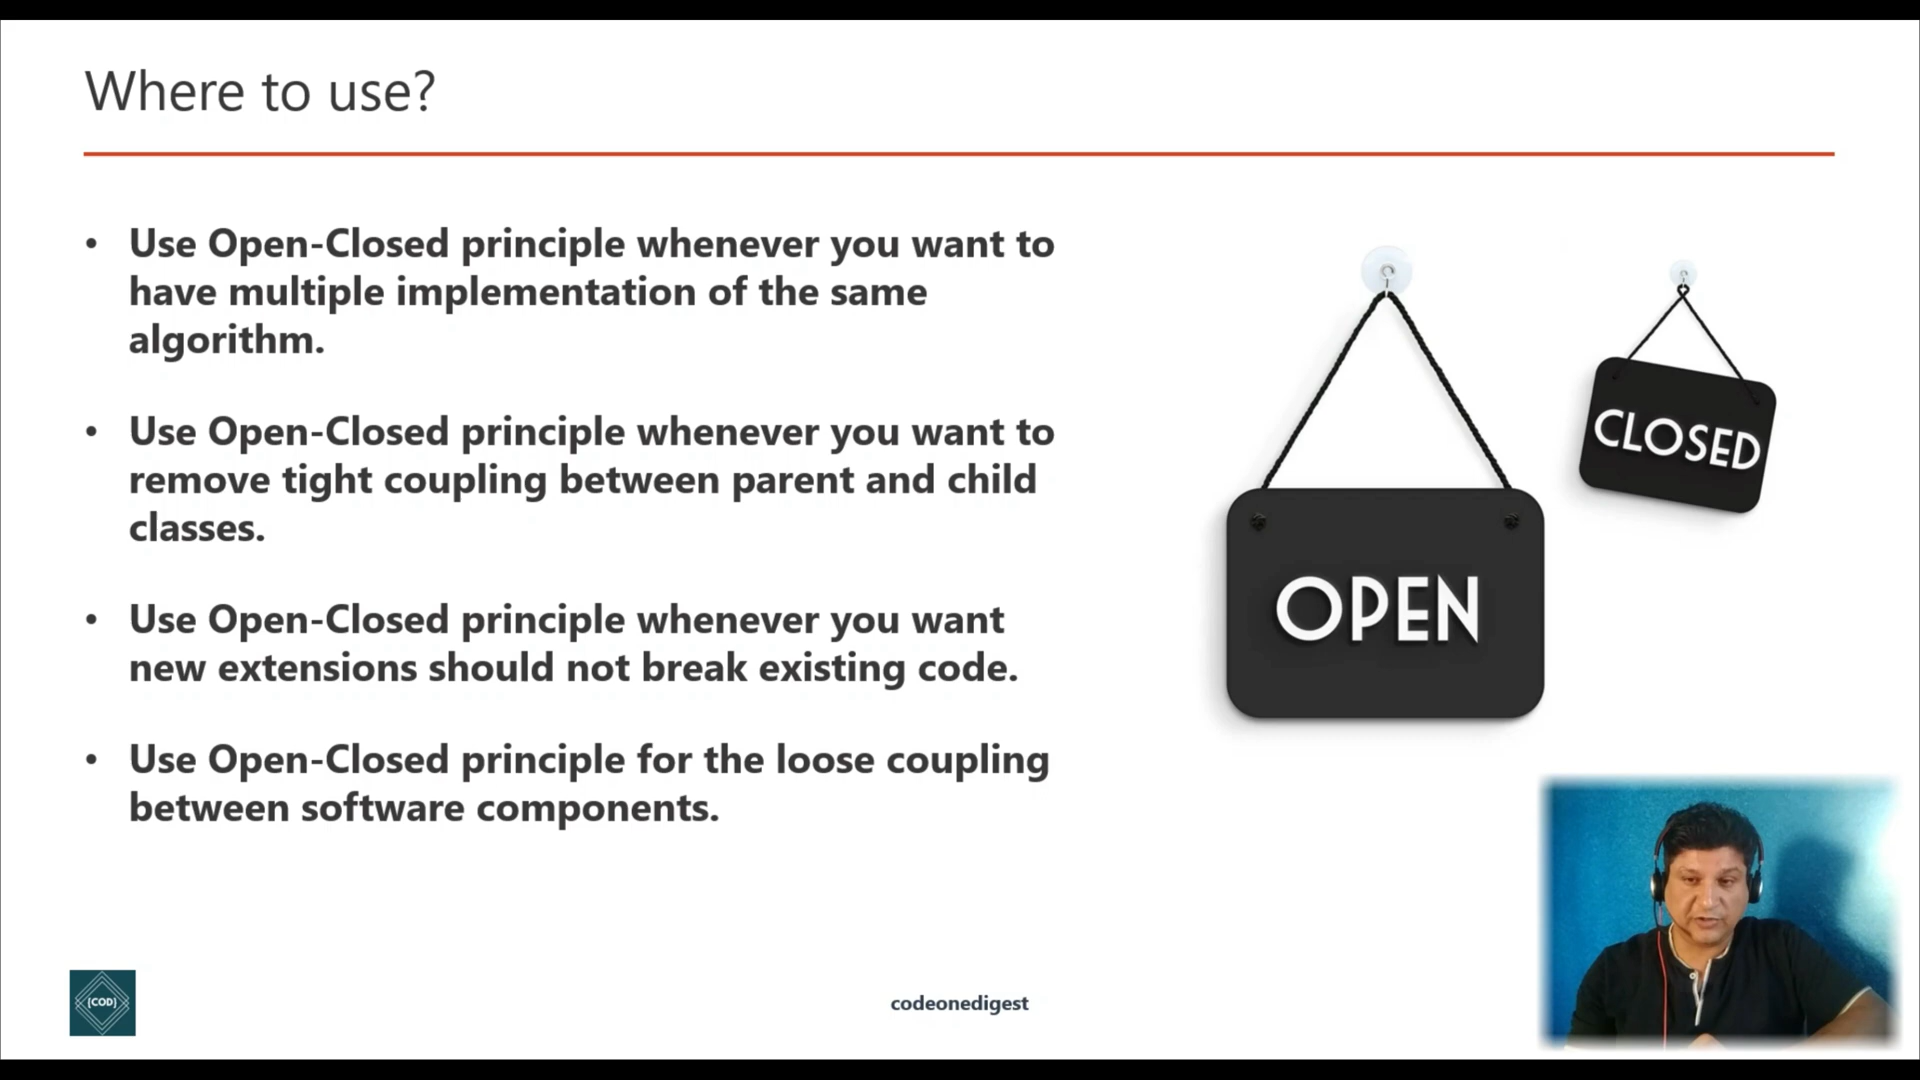 Where to use?
• Use Open-Closed principle whenever you want to
have multiple implementation of the same
algorithm.
• Use Open-Closed principle whenever you want to
remove tight coupling between parent and child
classes.
• Use Open-Closed principle whenever you want
new extensions should not break existing code.
• Use Open-Closed principle for the loose coupling
between software components.
CLOSED
OPEN
{COD}
codeonedigest